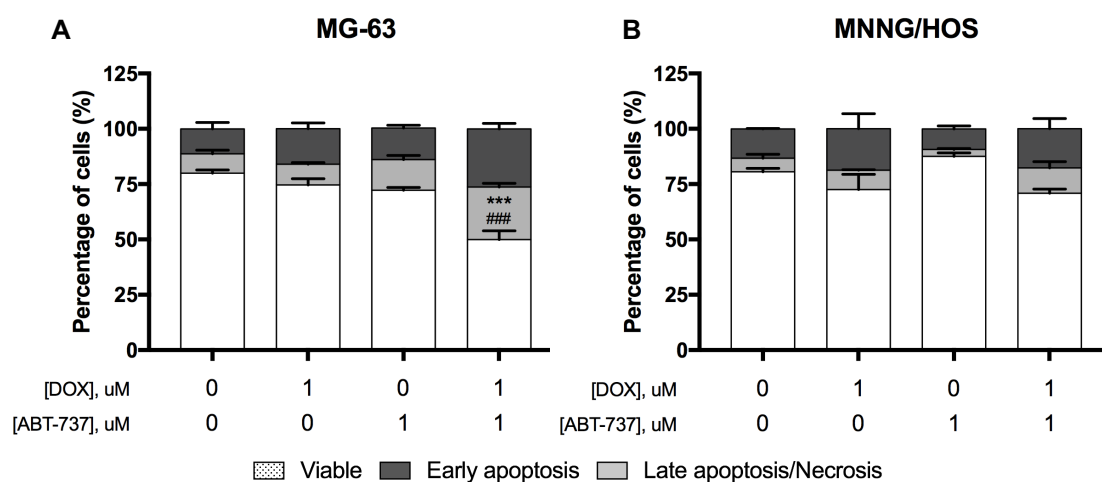 A MG-63
Percentage of cells (%)
125
100
75
50
25
0
***
###
[DOX], uM 0 1 0 1
[ABT-737], uM 0 0 1 1
B MNNG/HOS
Percentage of cells (%)
125
100
75
50
25
0
[DOX], uM 0 1 0 1
[ABT-737], uM 0 0 1 1
Viable Early apoptosis Late apoptosis/Necrosis